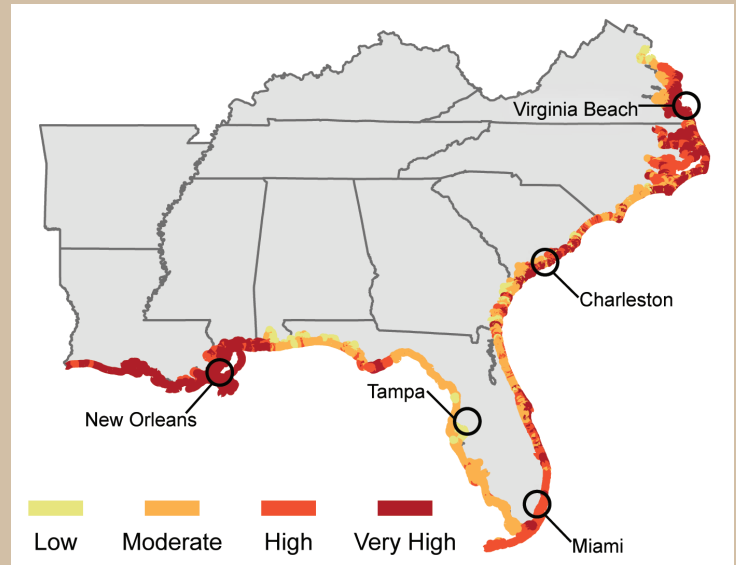 Virginia Beach
Charleston
Tampa
New Orleans
Miami
Low Moderate High Very High